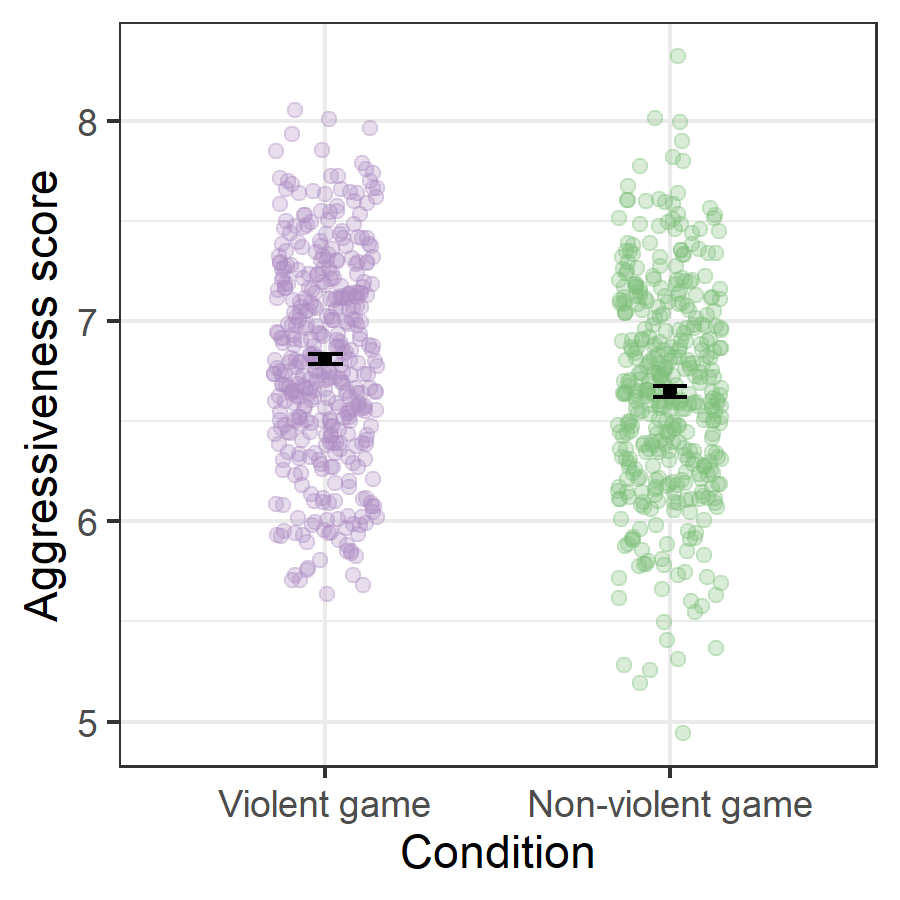 Aggressiveness score
8
7
6
5
Violent game
Non-violent game
Condition